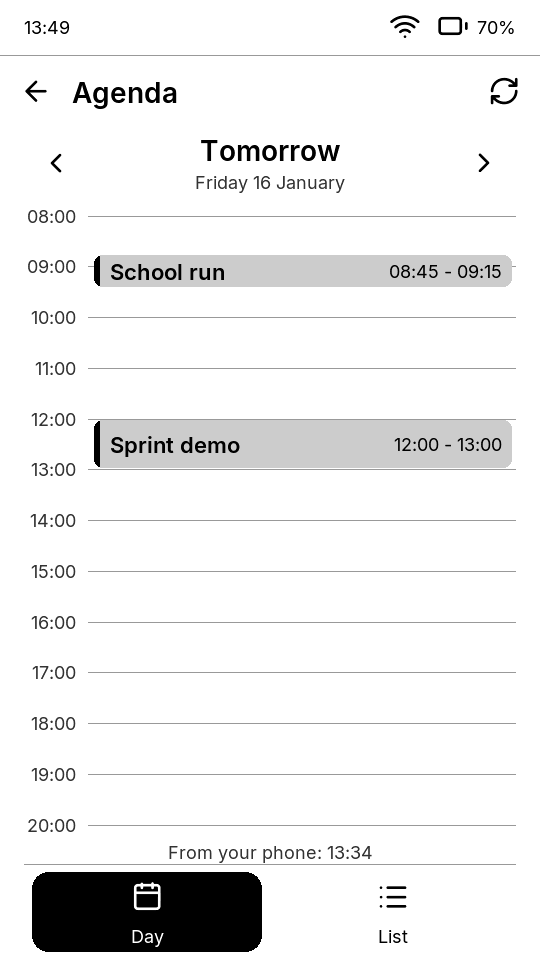 13:49 70%
Agenda
Tomorrow
Friday 16 January
08:00
09:00 School run 08:45 - 09:15
10:00
11:00
12:00
Sprint demo 12:00 - 13:00
13:00
14:00
15:00
16:00
17:00
18:00
19:00
20:00
From your phone: 13:34
Day List